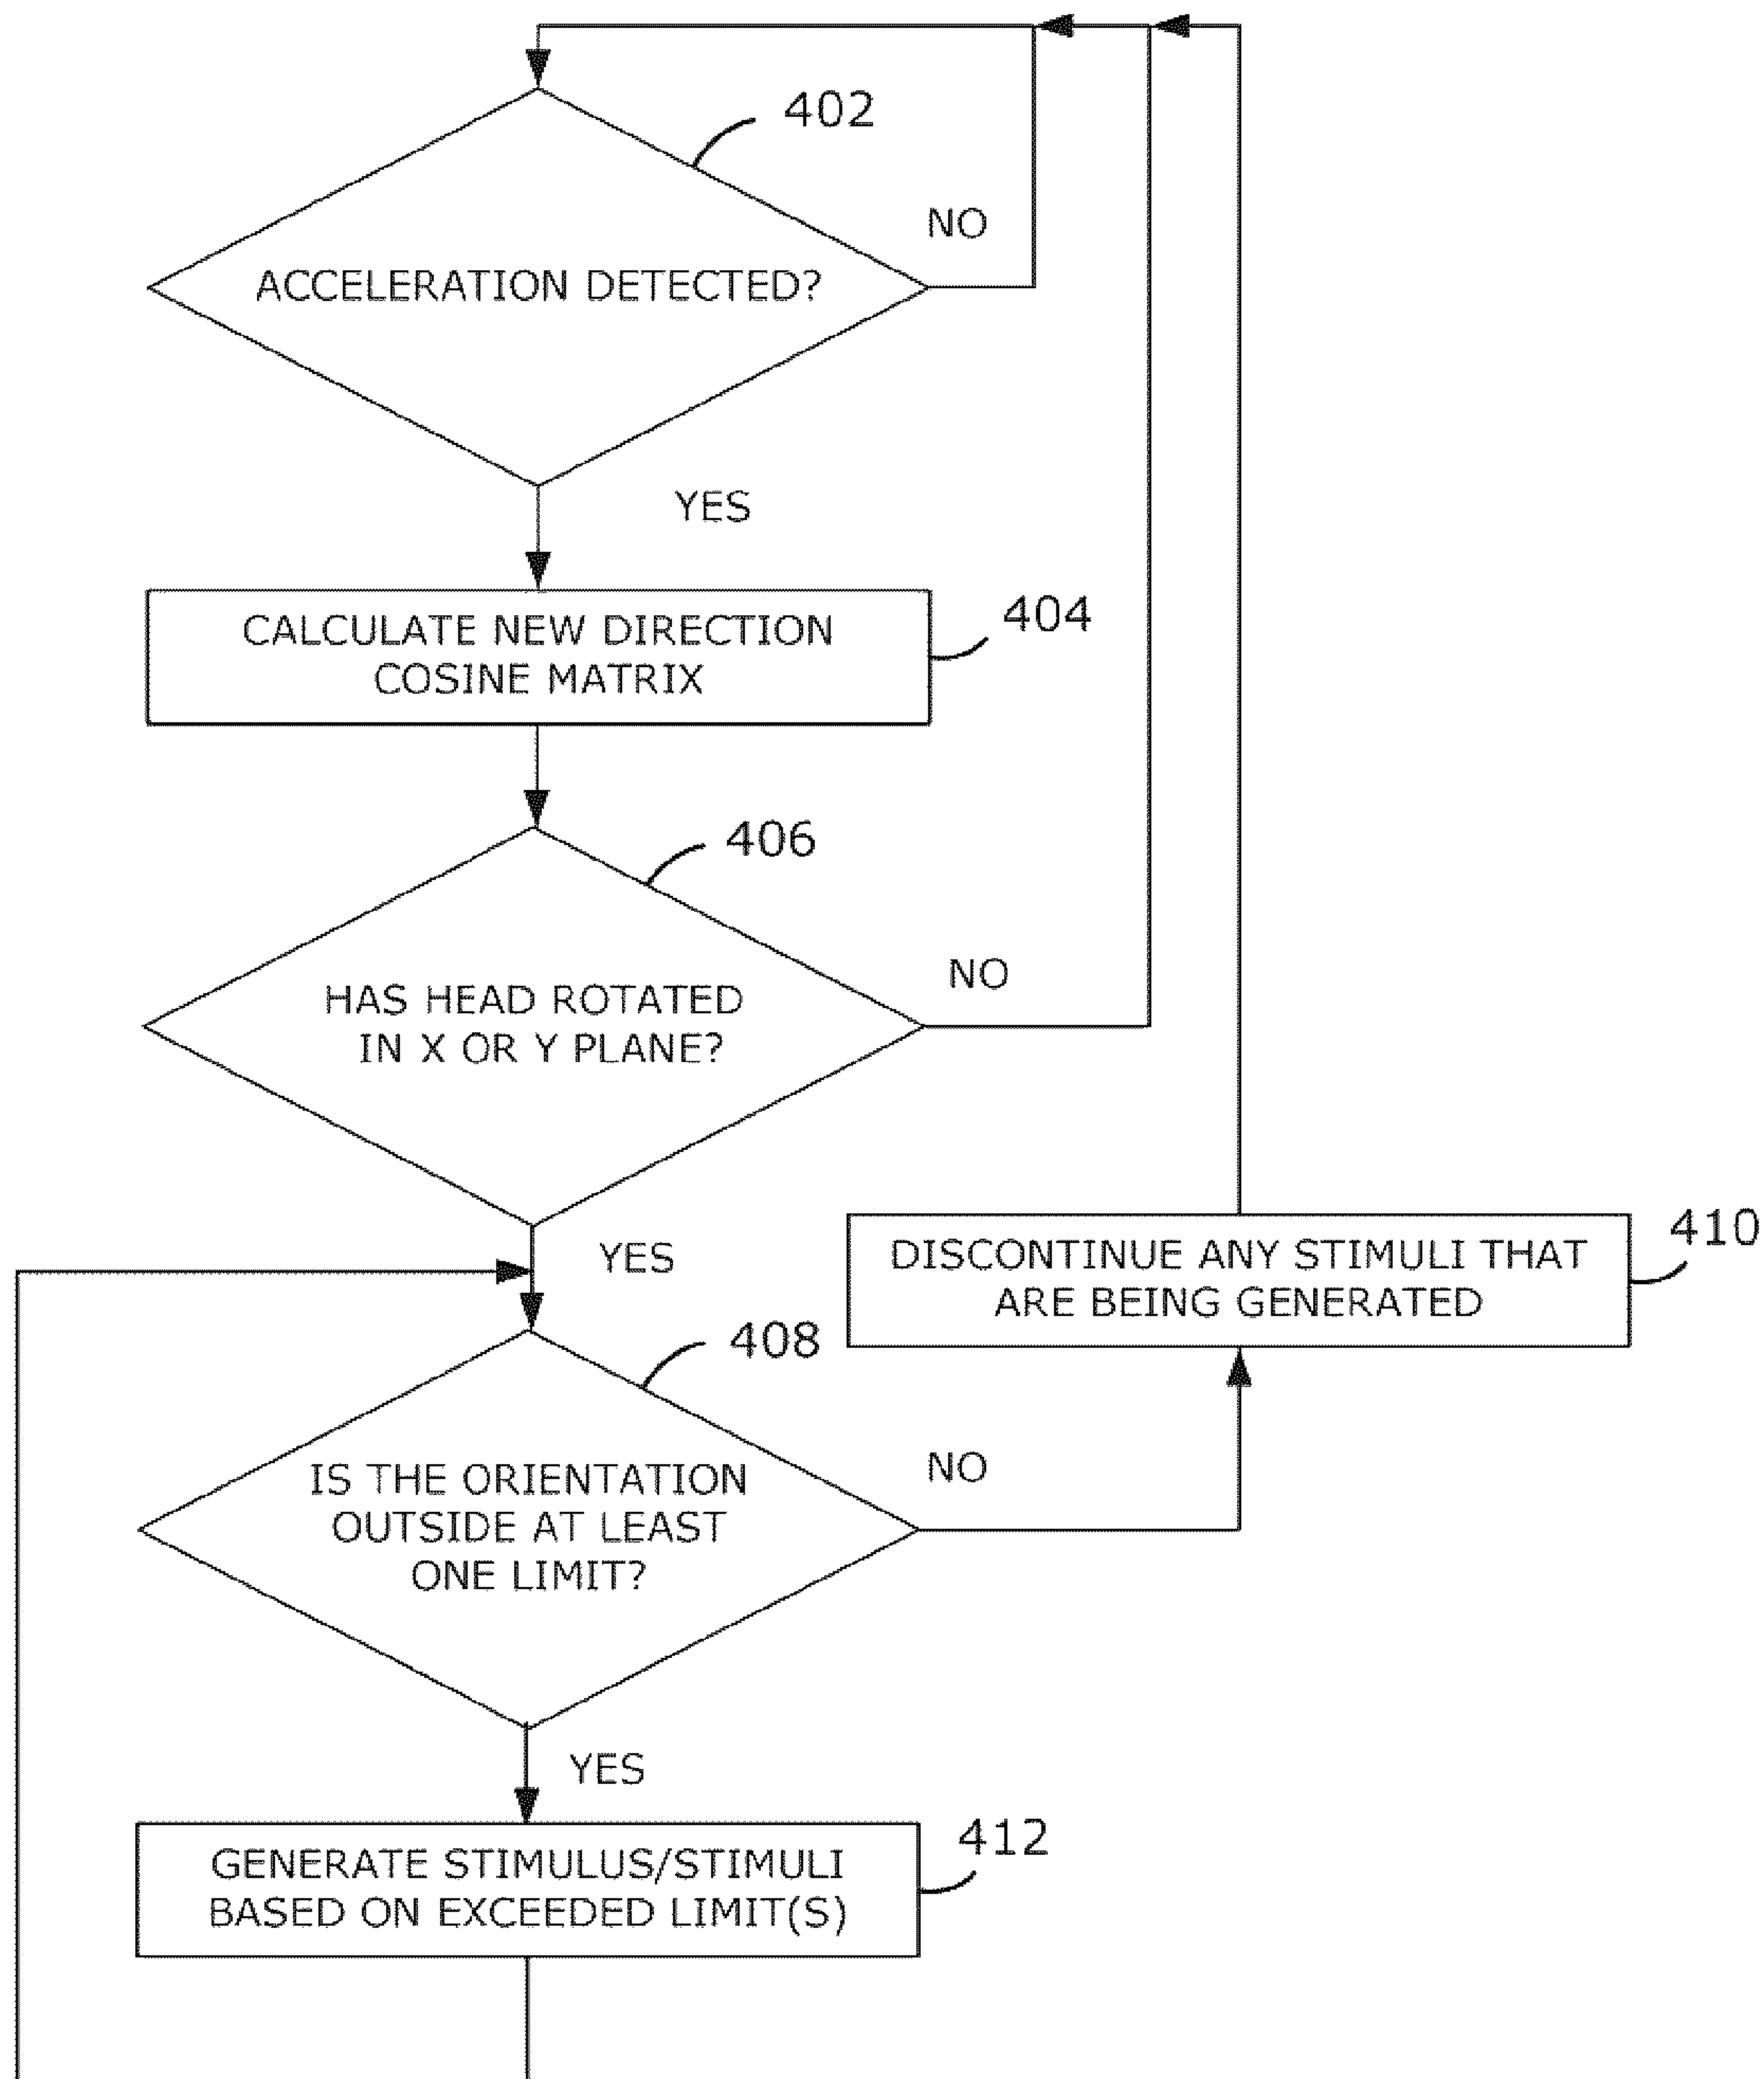 402
NO
ACCELERATION DETECTED?
YES
CALCULATE NEW DIRECTION
COSINE MATRIX
404
406
NO
HAS HEAD ROTATED
IN X OR Y PLANE?
YES
410
DISCONTINUE ANY STIMULI THAT
ARE BEING GENERATED
408
NO
IS THE ORIENTATION
OUTSIDE AT LEAST
ONE LIMIT?
YES
412
GENERATE STIMULUS/STIMULI
BASED ON EXCEEDED LIMIT(S)